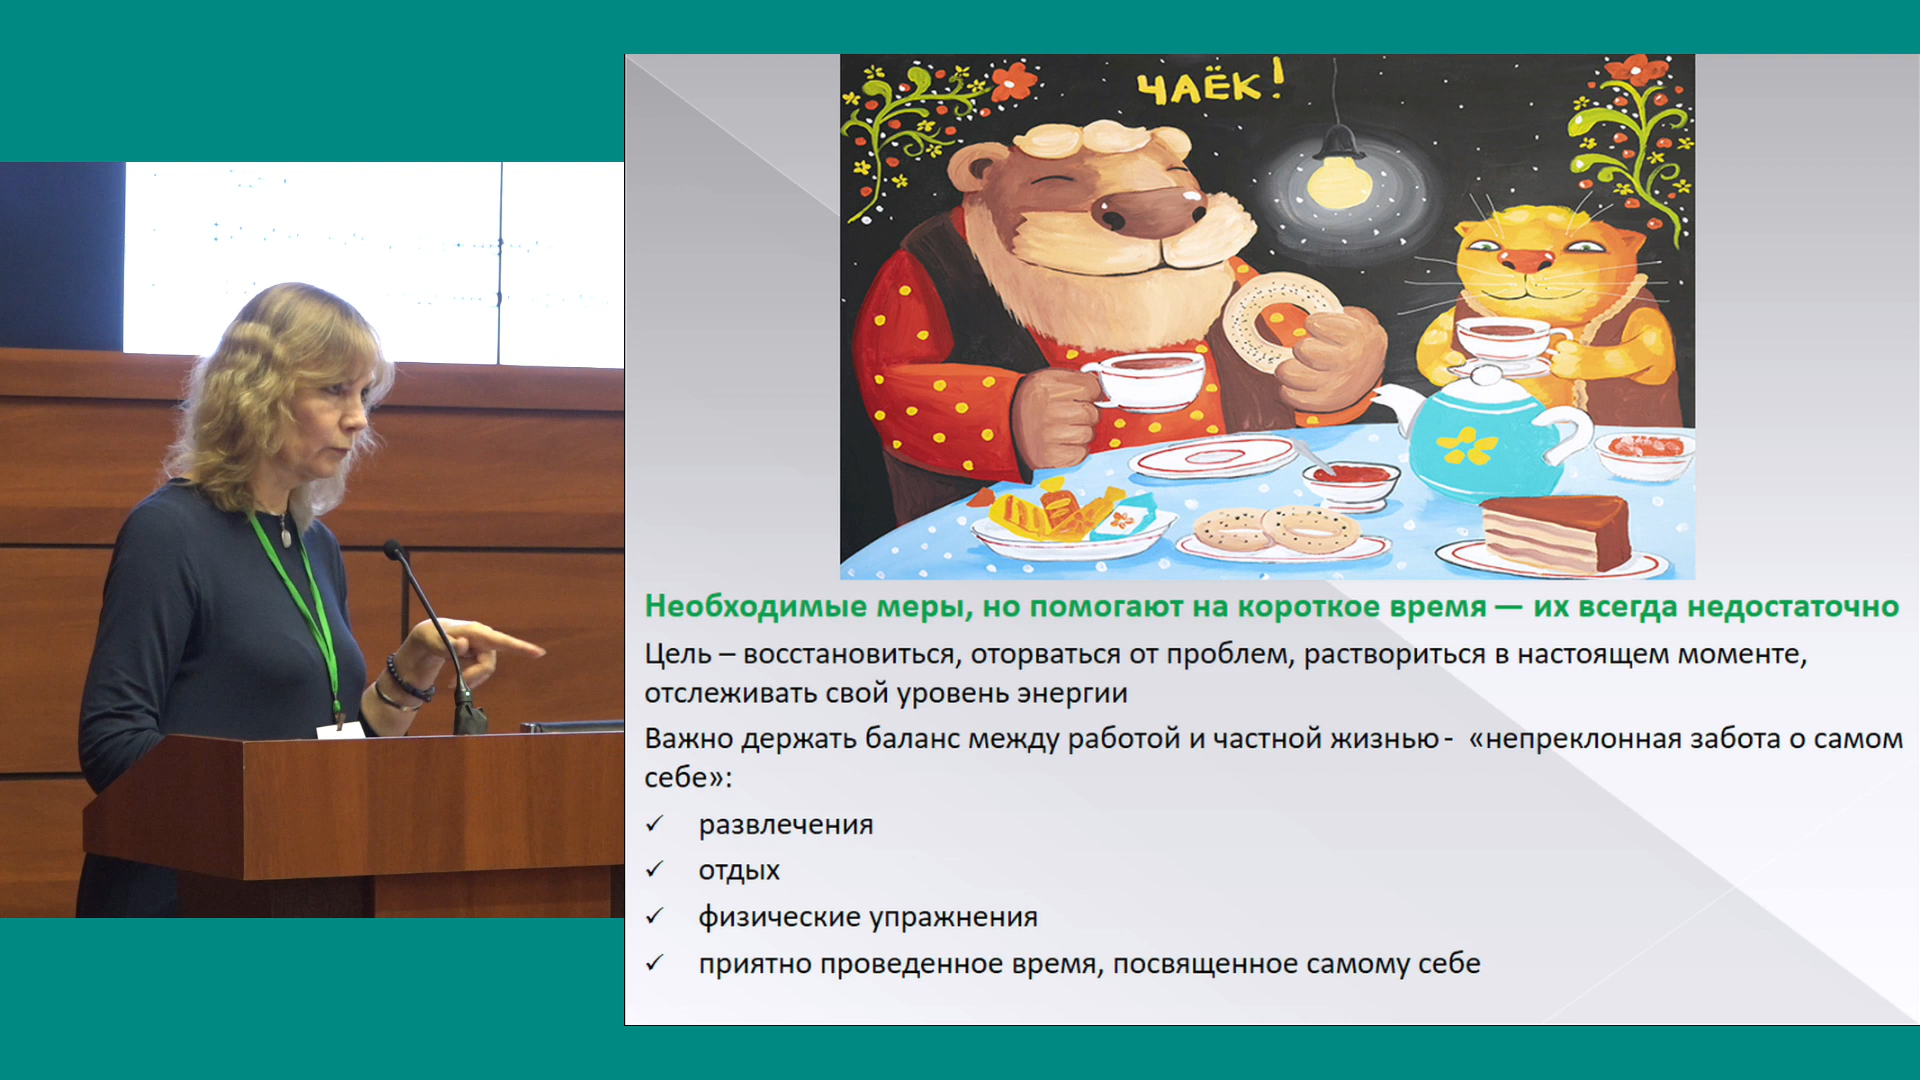 ЧАЁК!
Необходимые меры, но помогают на короткое время — их всегда недостаточно
Цель – восстановиться, оторваться от проблем, раствориться в настоящем моменте,
отслеживать свой уровень энергии
Важно держать баланс между работой и частной жизнью - «непреклонная забота о самом
себе»:
✓ развлечения
✓ отдых
✓ физические упражнения
✓ приятно проведенное время, посвященное самому себе